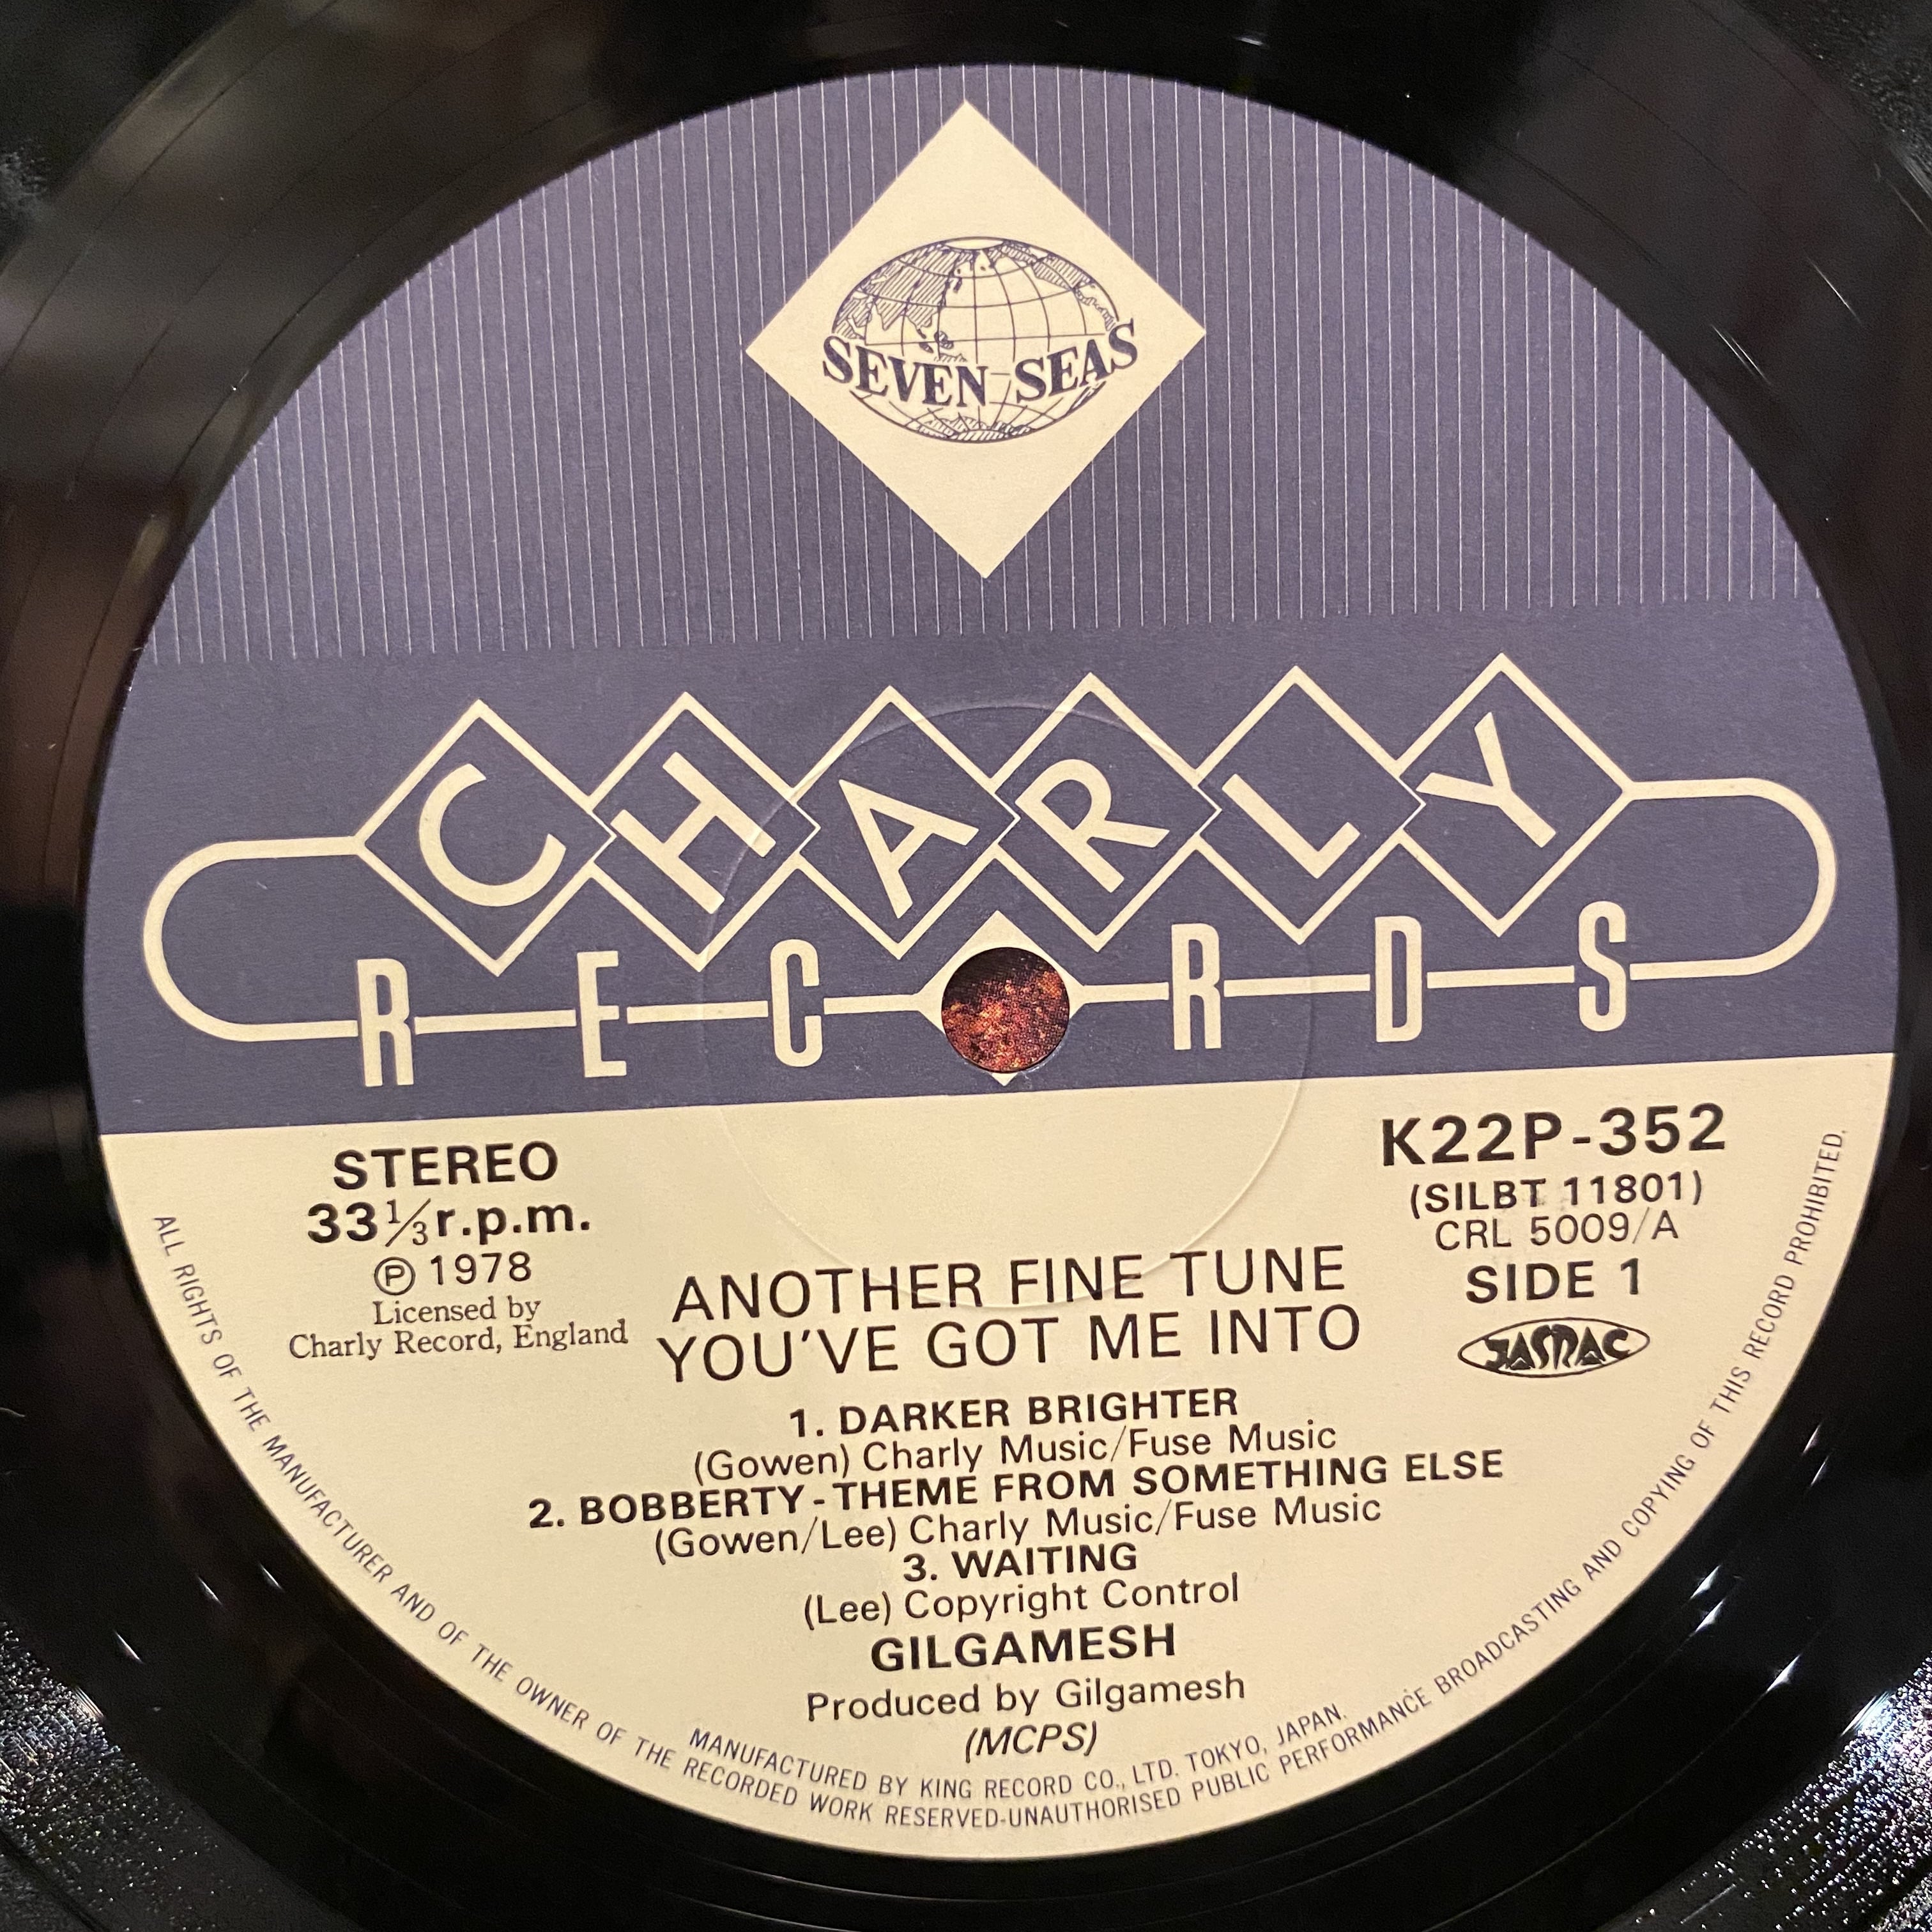 SEVEN SEAS
CHARLY
RECORDS
STEREO
33⅓ r.p.m.
Ⓟ 1978
Licensed by
Charly Record, England
K22P-352
(SILBT 11801)
CRL 5009/A
SIDE 1
JASRAC
ANOTHER FINE TUNE
YOU'VE GOT ME INTO
1. DARKER BRIGHTER
(Gowen) Charly Music/Fuse Music
2. BOBBERTY-THEME FROM SOMETHING ELSE
(Gowen/Lee) Charly Music/Fuse Music
3. WAITING
(Lee) Copyright Control
GILGAMESH
Produced by Gilgamesh
(MCPS)
MANUFACTURED BY KING RECORD CO., LTD. TOKYO, JAPAN.
ALL RIGHTS OF THE MANUFACTURER AND OF THE OWNER OF THE RECORDED WORK RESERVED-UNAUTHORISED PUBLIC PERFORMANCE BROADCASTING AND COPYING OF THIS RECORD PROHIBITED.